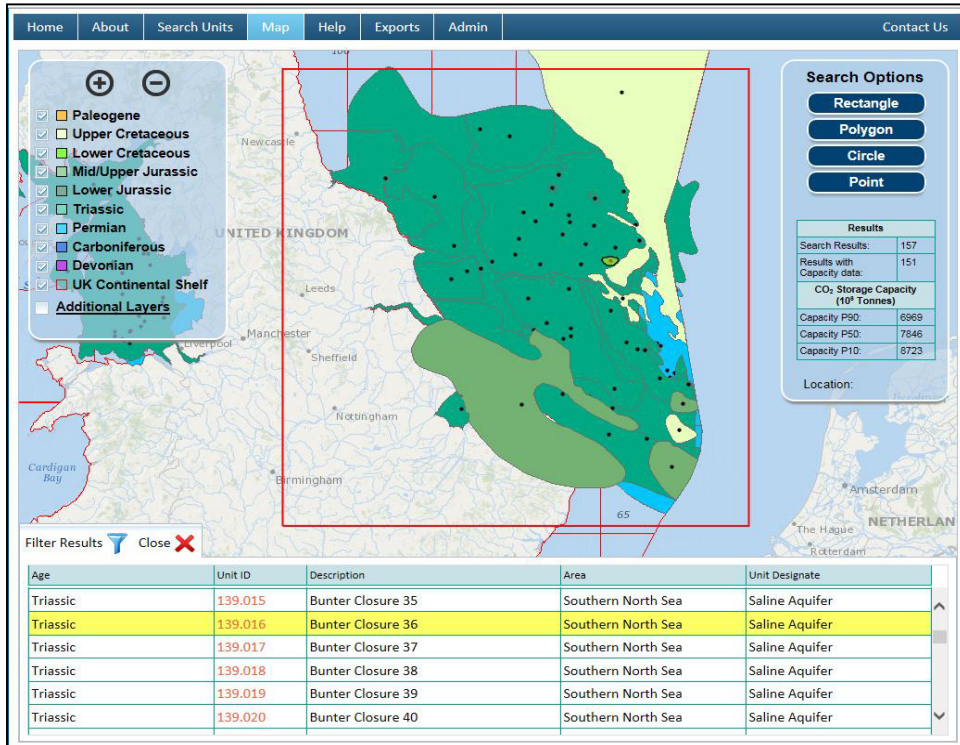 Home About Search Units Map Help Exports Admin Contact Us
Paleogene
Upper Cretaceous
Lower Cretaceous
Mid/Upper Jurassic
Lower Jurassic
Triassic
Permian
Carboniferous
Devonian
UK Continental Shelf
Additional Layers
100
Newcastle
UNITED KINGDOM
Leeds
Manchester
Liverpool
Sheffield
Nottingham
Cardigan
Bay
Birmingham
65
Amsterdam
NETHERLAN
The Hague
Rotterdam
Search Options
Rectangle
Polygon
Circle
Point
Results
Search Results: 157
Results with
Capacity data: 151
CO₂ Storage Capacity
(10⁶ Tonnes)
Capacity P90: 6969
Capacity P50: 7846
Capacity P10: 8723
Location:
Filter Results Close
Age Unit ID Description Area Unit Designate
Triassic 139.015 Bunter Closure 35 Southern North Sea Saline Aquifer
Triassic 139.016 Bunter Closure 36 Southern North Sea Saline Aquifer
Triassic 139.017 Bunter Closure 37 Southern North Sea Saline Aquifer
Triassic 139.018 Bunter Closure 38 Southern North Sea Saline Aquifer
Triassic 139.019 Bunter Closure 39 Southern North Sea Saline Aquifer
Triassic 139.020 Bunter Closure 40 Southern North Sea Saline Aquifer